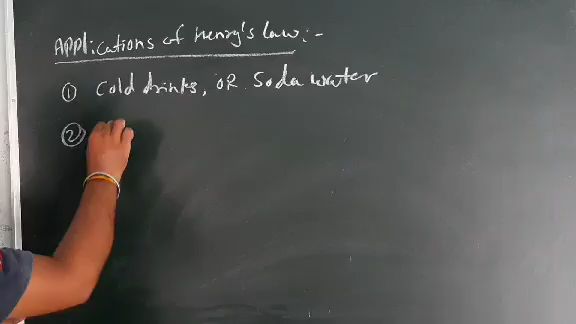 Applications of Henry's law:-
① Cold drinks, OR Soda water
②